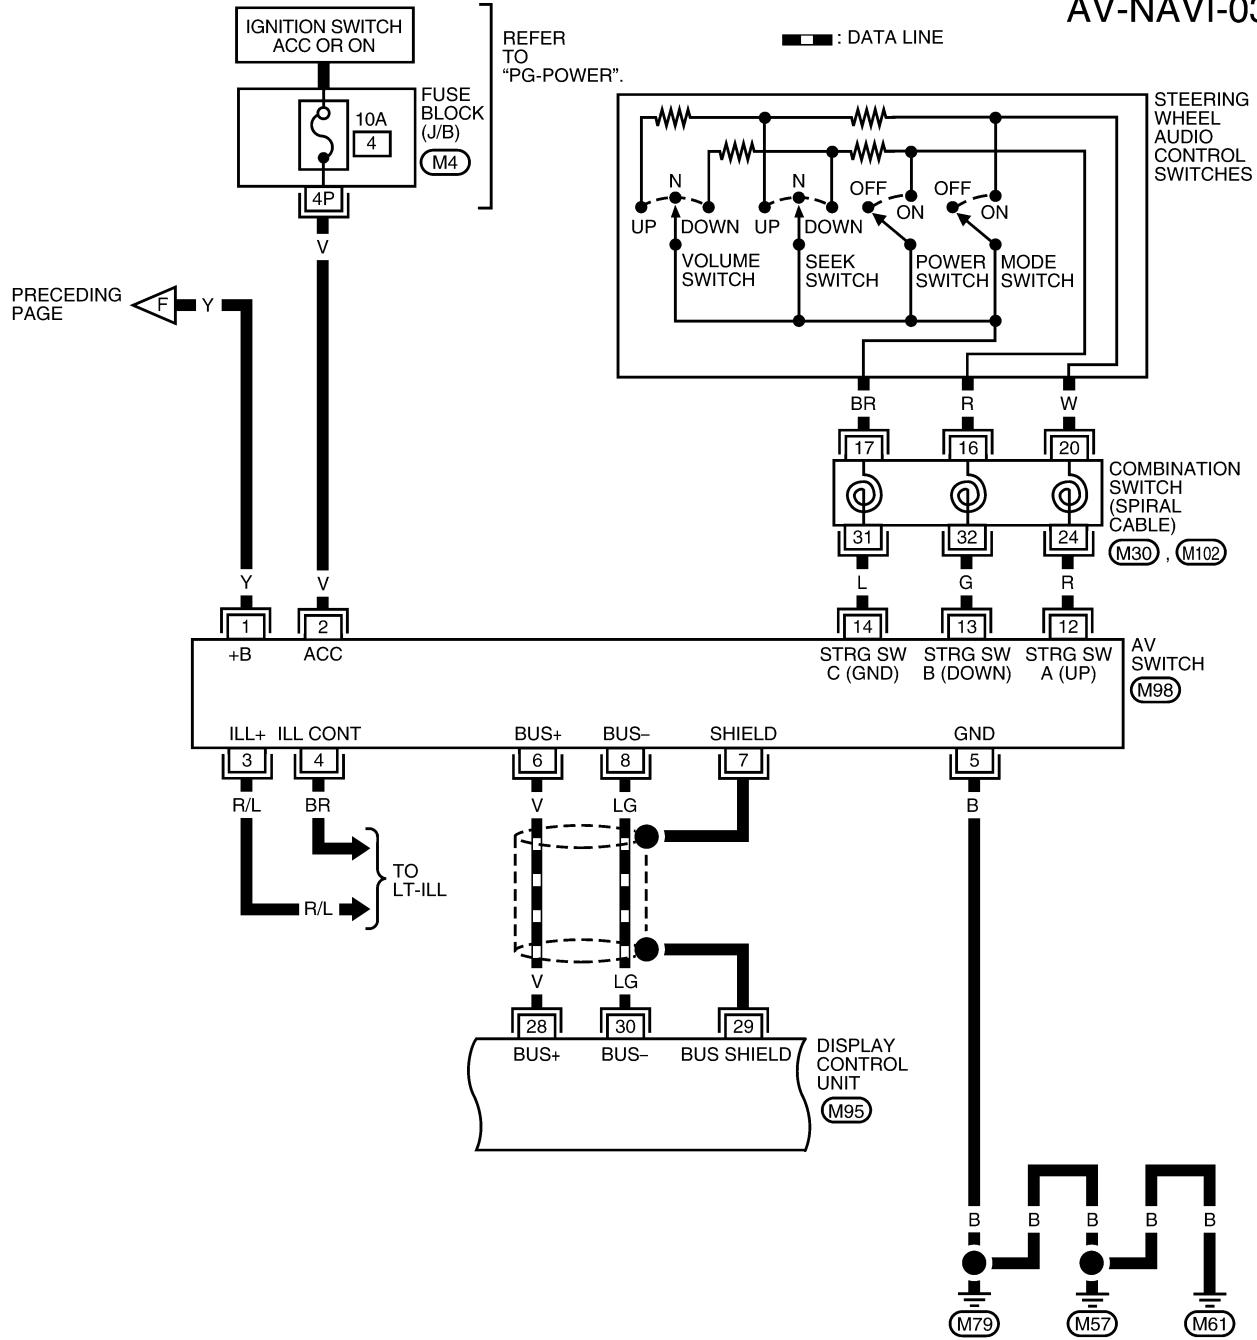 AV-NAVI-03
IGNITION SWITCH
ACC OR ON
REFER
TO
“PG-POWER”.
: DATA LINE
FUSE
BLOCK
(J/B)
M4
10A
4
4P
V
STEERING
WHEEL
AUDIO
CONTROL
SWITCHES
N
N
OFF
OFF
UP
DOWN
UP
DOWN
ON
ON
VOLUME
SWITCH
SEEK
SWITCH
POWER
SWITCH
MODE
SWITCH
PRECEDING
PAGE
F
Y
BR
R
W
17
16
20
COMBINATION
SWITCH
(SPIRAL
CABLE)
M30 , M102
31
32
24
Y
V
L
G
R
1
2
14
13
12
+B
ACC
STRG SW
C (GND)
STRG SW
B (DOWN)
STRG SW
A (UP)
AV
SWITCH
M98
ILL+
ILL CONT
BUS+
BUS–
SHIELD
GND
3
4
6
8
7
5
R/L
BR
V
LG
B
TO
LT-ILL
R/L
V
LG
28
30
29
BUS+
BUS–
BUS SHIELD
DISPLAY
CONTROL
UNIT
M95
B
B
B
B
B
M79
M57
M61